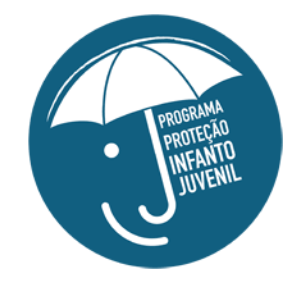 PROGRAMA
PROTEÇÃO
INFANTO
JUVENIL